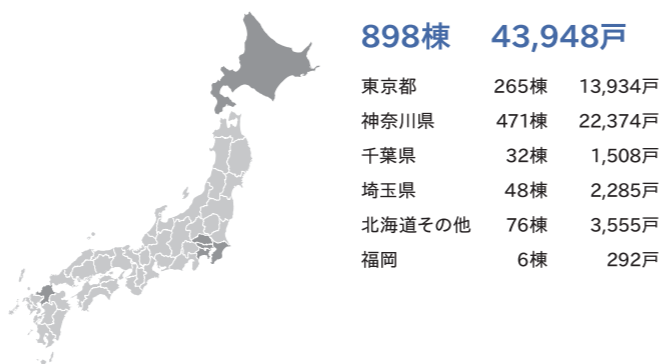 898棟 43,948戸
東京都 265棟 13,934戸
神奈川県 471棟 22,374戸
千葉県 32棟 1,508戸
埼玉県 48棟 2,285戸
北海道その他 76棟 3,555戸
福岡 6棟 292戸